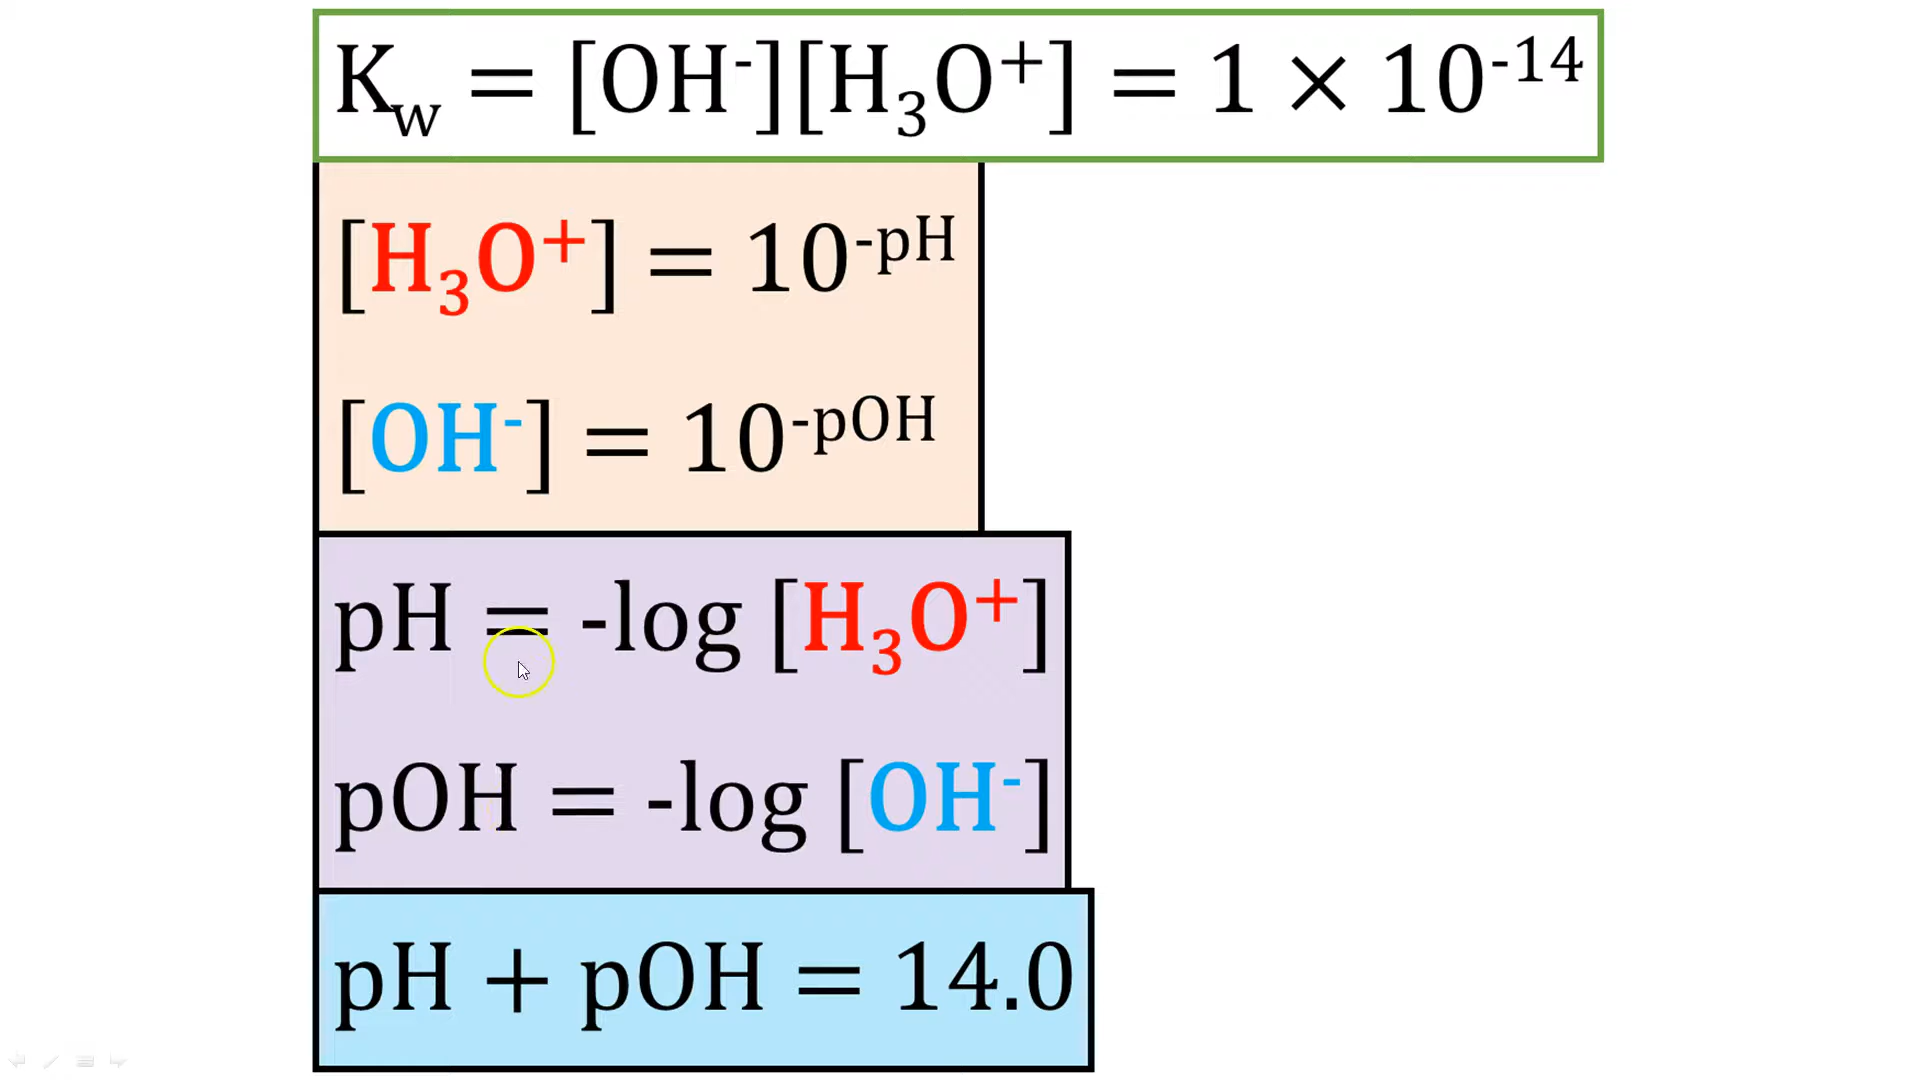 K_w = [OH⁻][H₃O⁺] = 1 × 10⁻¹⁴
[H₃O⁺] = 10^-pH
[OH⁻] = 10^-pOH
pH = -log [H₃O⁺]
pOH = -log [OH⁻]
pH + pOH = 14.0